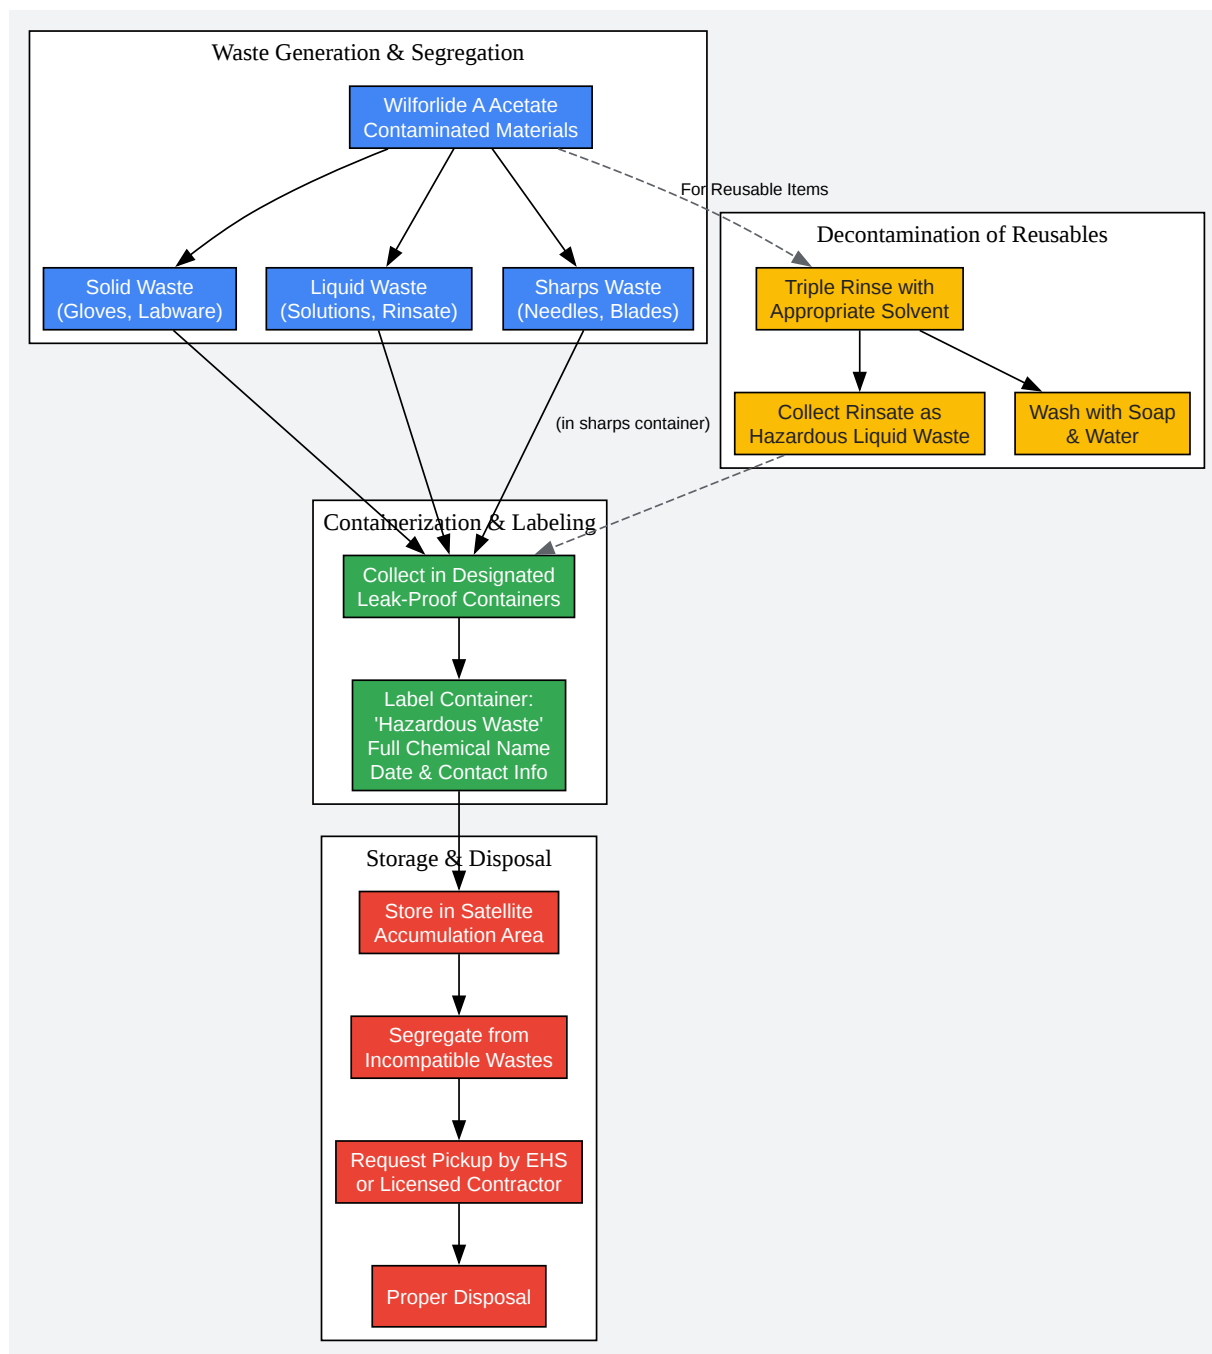 Waste Generation & Segregation
Wilforlide A Acetate
Contaminated Materials
For Reusable Items
Solid Waste
(Gloves, Labware)
Liquid Waste
(Solutions, Rinsate)
Sharps Waste
(Needles, Blades)
Decontamination of Reusables
Triple Rinse with
Appropriate Solvent
Collect Rinsate as
Hazardous Liquid Waste
Wash with Soap
& Water
(in sharps container)
Containerization & Labeling
Collect in Designated
Leak-Proof Containers
Label Container:
'Hazardous Waste'
Full Chemical Name
Date & Contact Info
Storage & Disposal
Store in Satellite
Accumulation Area
Segregate from
Incompatible Wastes
Request Pickup by EHS
or Licensed Contractor
Proper Disposal